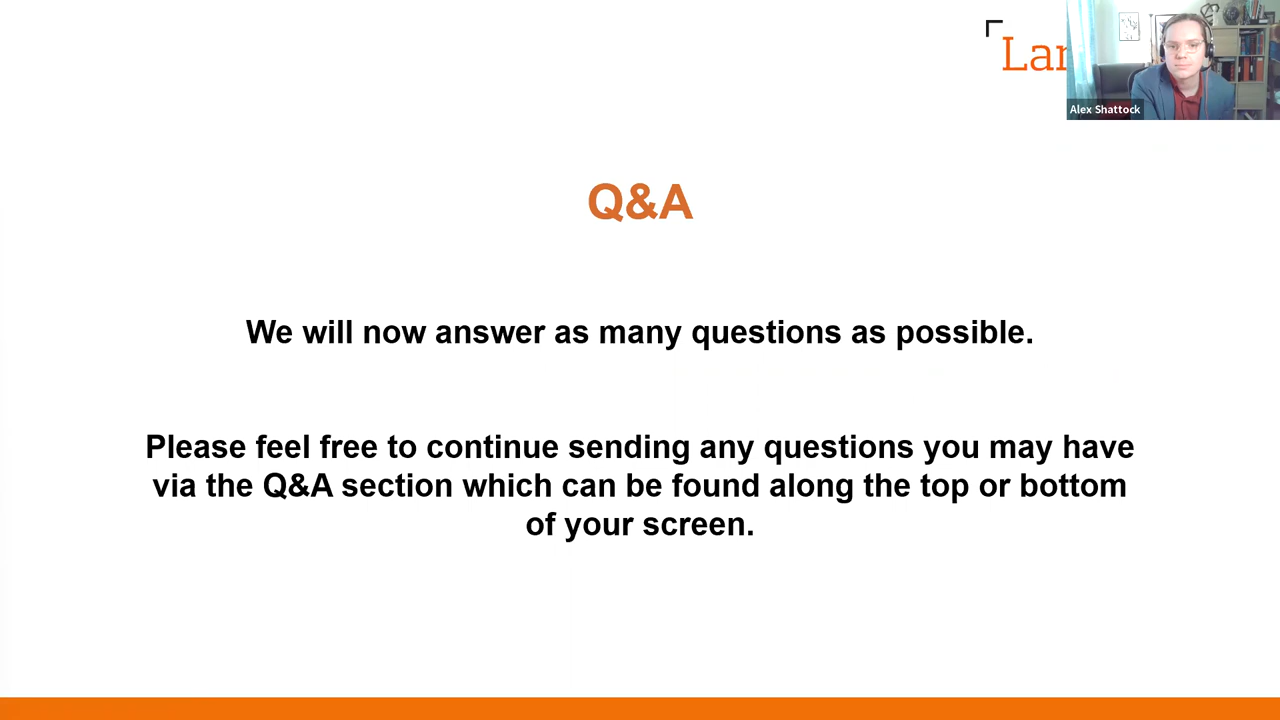 Alex Shattock
Q&A
We will now answer as many questions as possible.
Please feel free to continue sending any questions you may have
via the Q&A section which can be found along the top or bottom
of your screen.